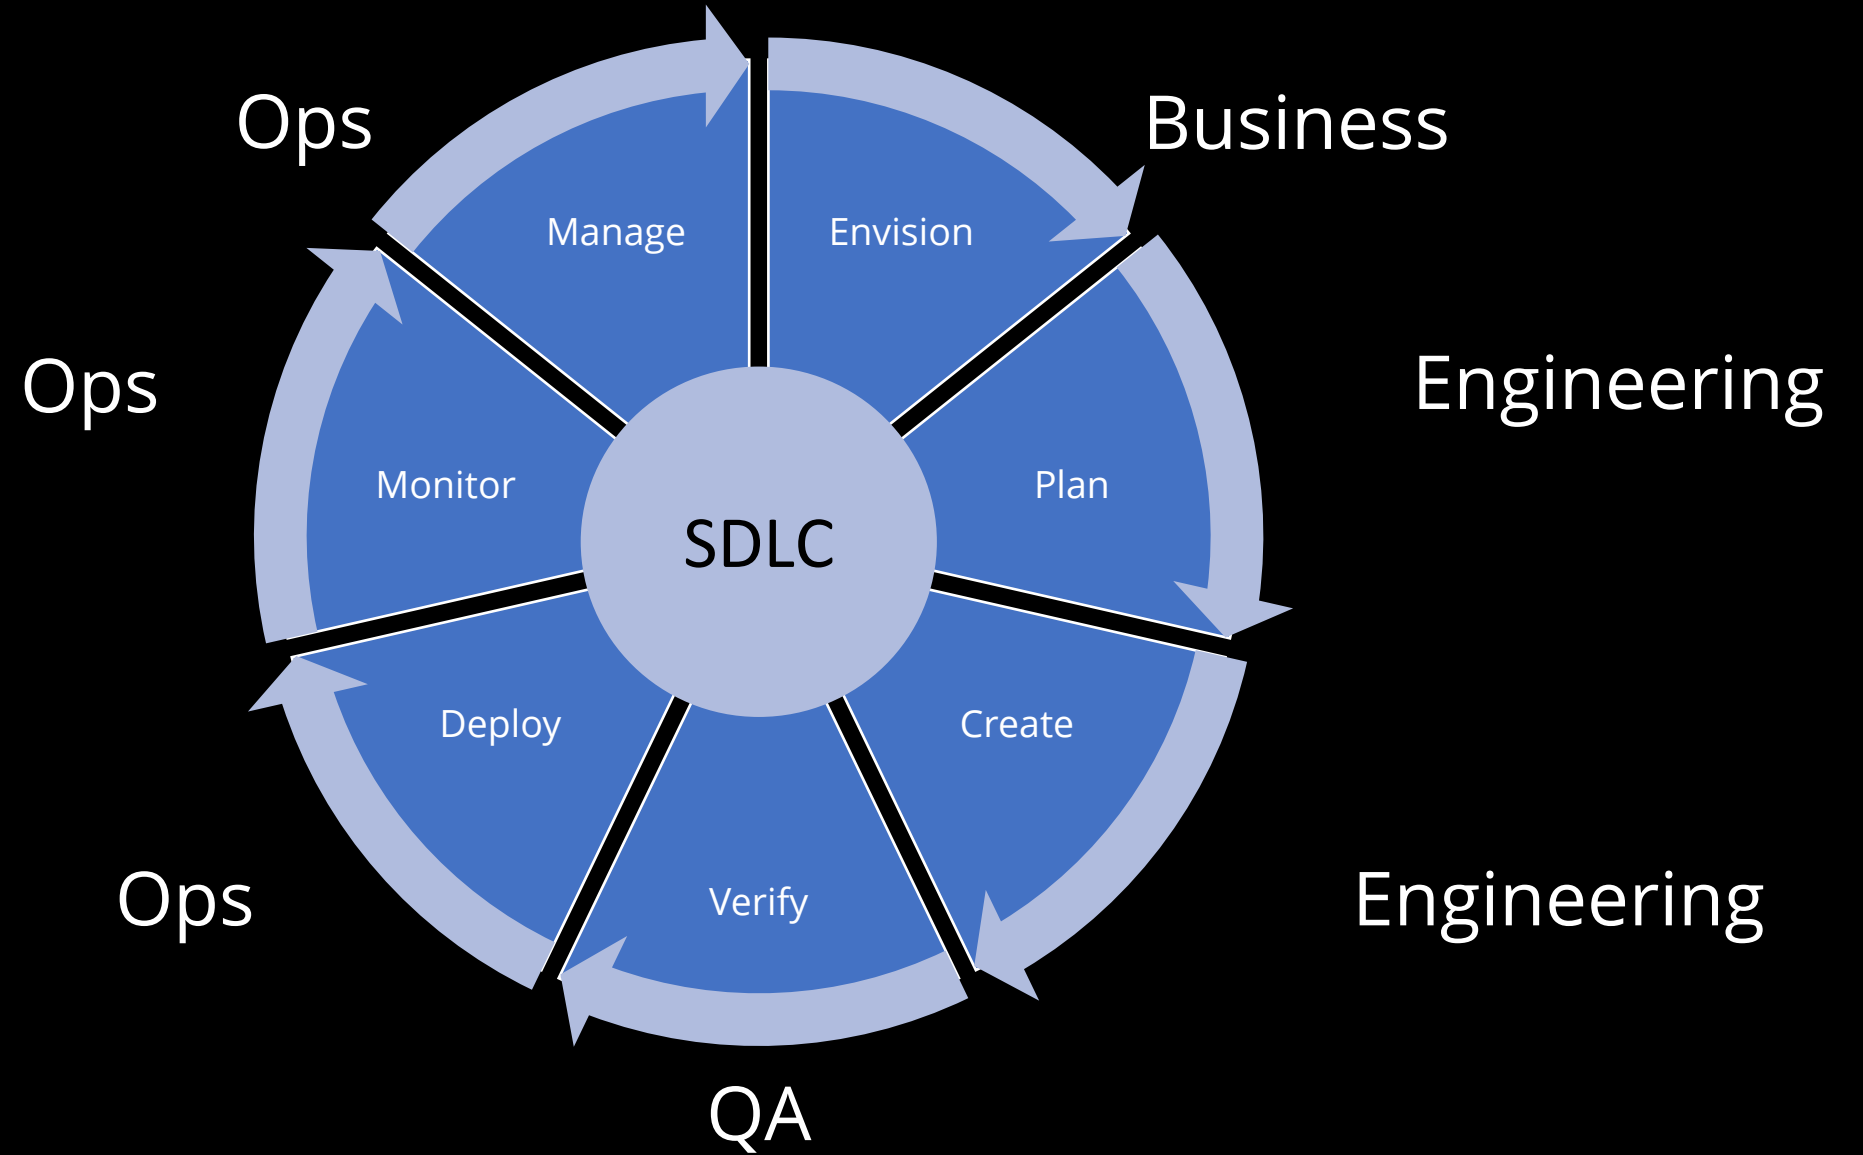 Ops
Business
Manage
Envision
Ops
Engineering
Monitor
Plan
SDLC
Deploy
Create
Ops
Verify
Engineering
QA